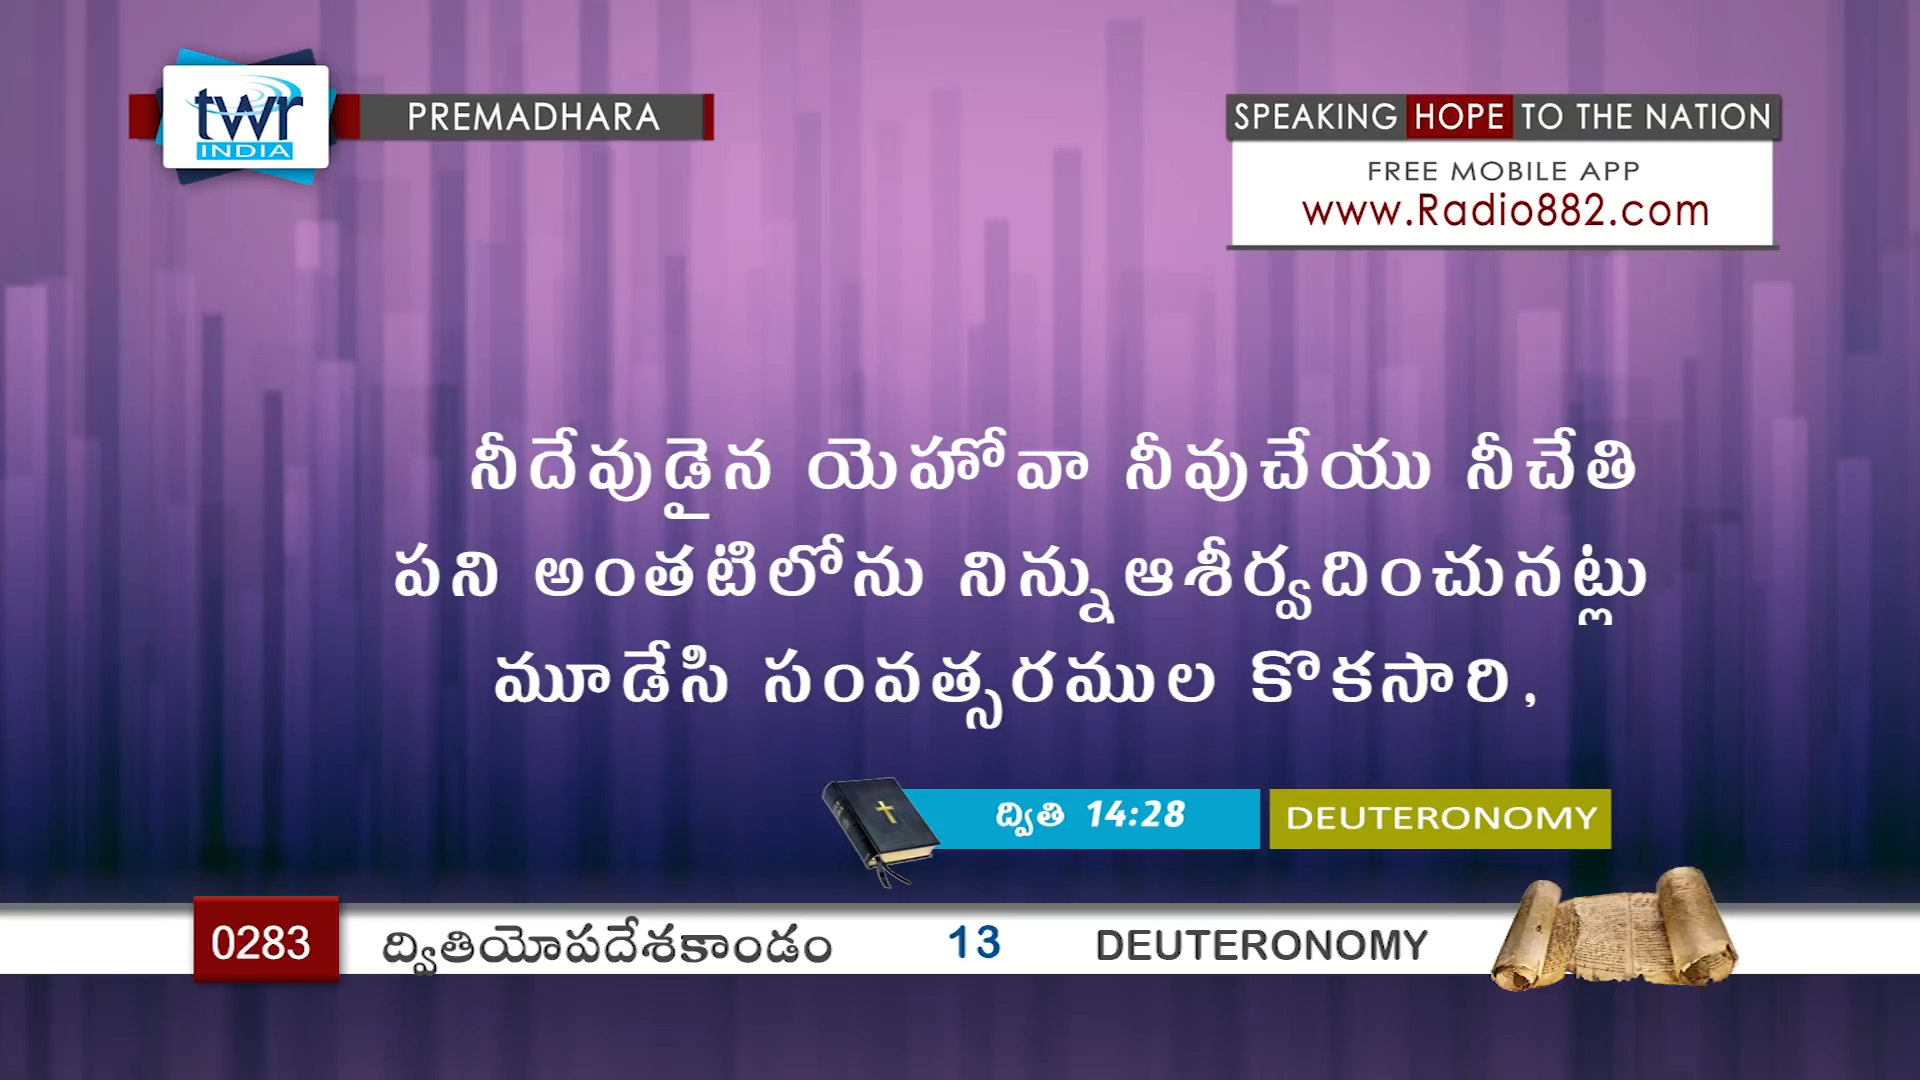 twr
INDIA
PREMADHARA
SPEAKING HOPE TO THE NATION
FREE MOBILE APP
www.Radio882.com
నీదేవుడైన యెహోవా నీవుచేయు నీచేతి
పని అంతటిలోను నిన్నుఆశీర్వదించునట్లు
మూడేసి సంవత్సరముల కొకసారి,
ద్వితి 14:28
DEUTERONOMY
0283 ద్వితియోపదేశకాండం 13 DEUTERONOMY